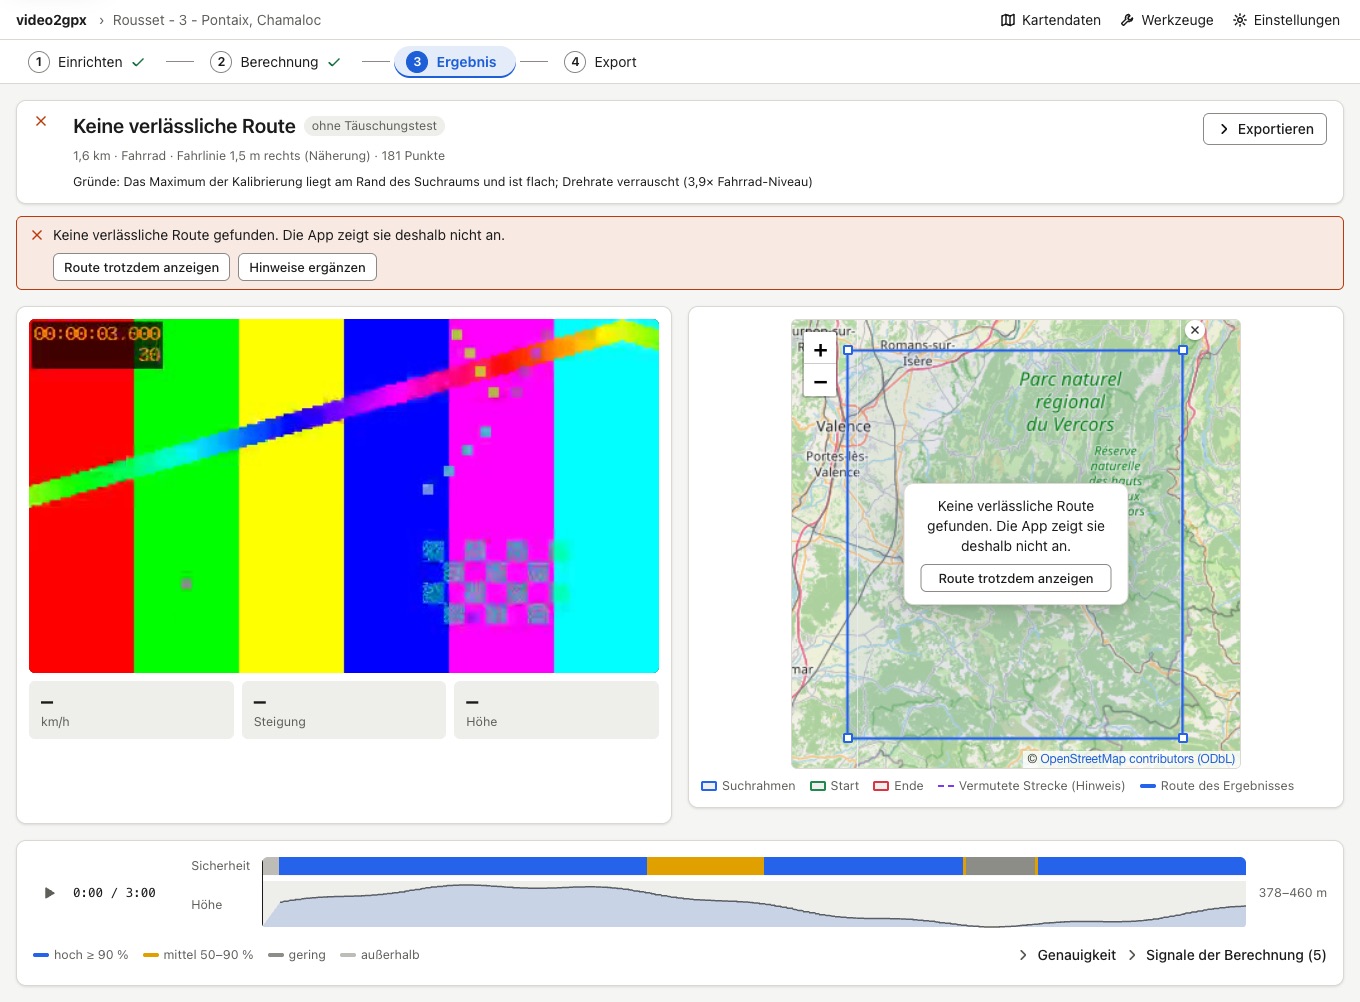 video2gpx › Rousset - 3 - Pontaix, Chamaloc
Kartendaten Werkzeuge Einstellungen
1 Einrichten 2 Berechnung 3 Ergebnis 4 Export
Keine verlässliche Route ohne Täuschungstest
Exportieren
1,6 km · Fahrrad · Fahrlinie 1,5 m rechts (Näherung) · 181 Punkte
Gründe: Das Maximum der Kalibrierung liegt am Rand des Suchraums und ist flach; Drehrate verrauscht (3,9× Fahrrad-Niveau)
Keine verlässliche Route gefunden. Die App zeigt sie deshalb nicht an.
Route trotzdem anzeigen Hinweise ergänzen
00:00:03.000
30
– – –
km/h Steigung Höhe
+
−
Romans-sur-
Isère
Parc naturel
régional
du Vercors
Valence
Portes-lès-
Valence
Réserve
naturelle
des hauts
Keine verlässliche Route
gefunden. Die App zeigt sie
deshalb nicht an.
Route trotzdem anzeigen
mar
© OpenStreetMap contributors (ODbL)
Suchrahmen Start Ende Vermutete Strecke (Hinweis) Route des Ergebnisses
Sicherheit
0:00 / 3:00
378–460 m
Höhe
hoch ≥ 90 % mittel 50–90 % gering außerhalb
Genauigkeit Signale der Berechnung (5)